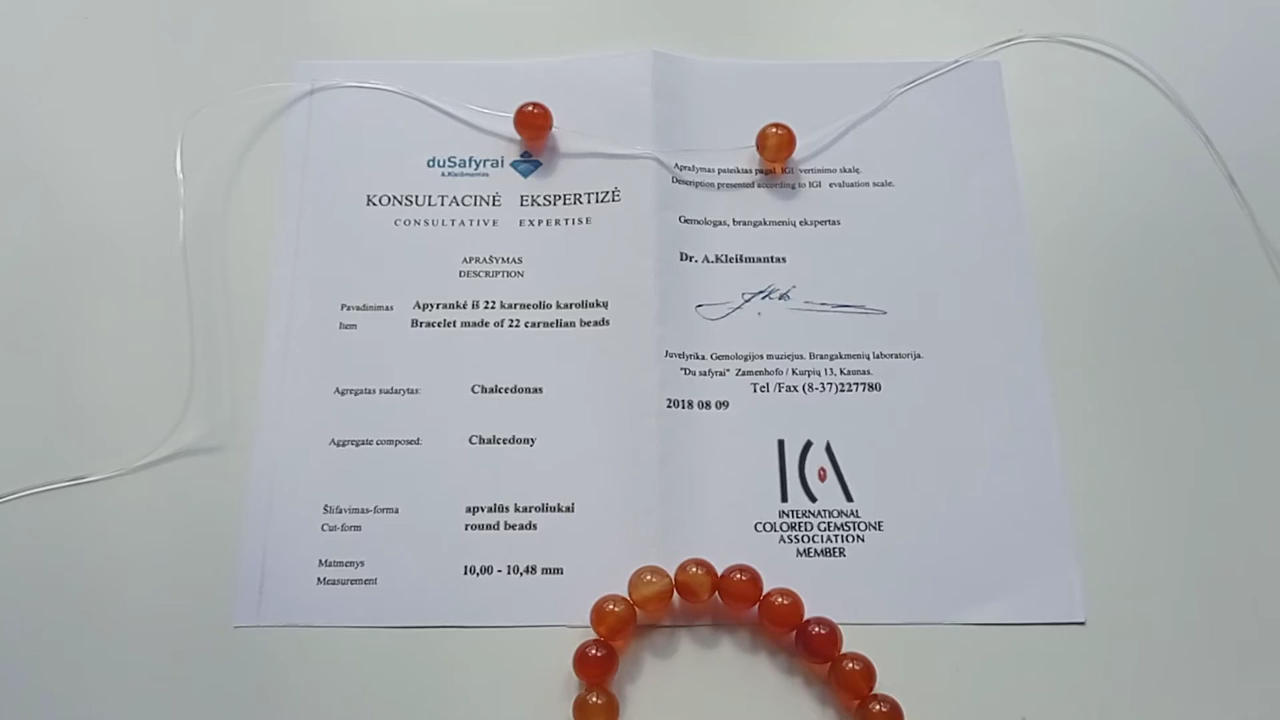 duSafyrai
A.Kleišmantas
KONSULTACINĖ EKSPERTIZĖ
CONSULTATIVE EXPERTISE
APRAŠYMAS
DESCRIPTION
Pavadinimas Apyrankė iš 22 karneolio karoliukų
Item Bracelet made of 22 carnelian beads
Agregatas sudarytas: Chalcedonas
Aggregate composed: Chalcedony
Šlifavimas-forma apvalūs karoliukai
Cut-form round beads
Matmenys
Measurement 10,00 - 10,48 mm
Aprašymas pateiktas pagal IGI vertinimo skalę.
Description presented according to IGI evaluation scale.
Gemologas, brangakmenių ekspertas
Dr. A.Kleišmantas
Juvelyrika. Gemologijos muziejus. Brangakmenių laboratorija.
"Du safyrai" Zamenhofo / Kurpių 13, Kaunas.
Tel /Fax (8-37)227780
2018 08 09
ICA
INTERNATIONAL
COLORED GEMSTONE
ASSOCIATION
MEMBER